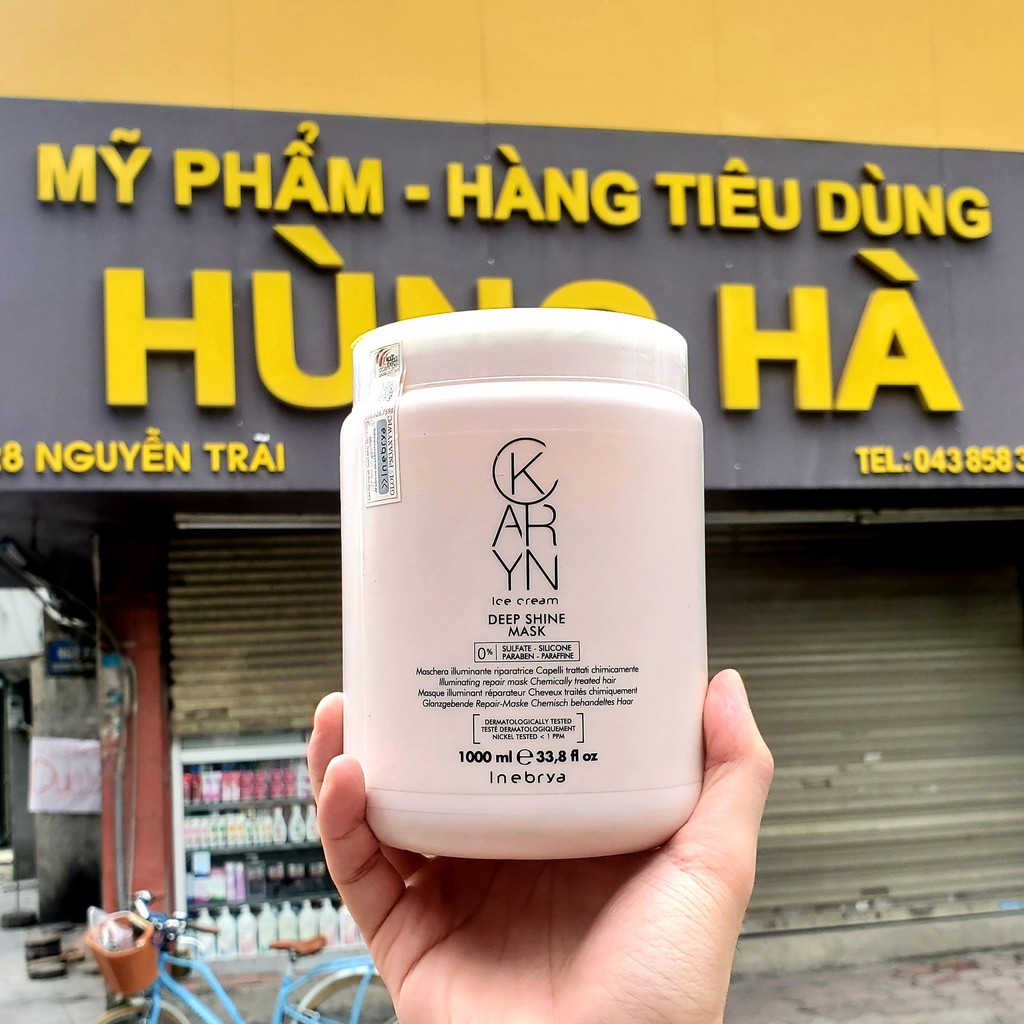 MỸ PHẨM - HÀNG TIÊU DÙNG
HÙNG HÀ
28 NGUYỄN TRÃI
TEL: 043 858 3
>>Inebrya
KARYN
Ice cream
DEEP SHINE
MASK
0% SULFATE - SILICONE
PARABEN - PARAFFINE
Maschera illuminante riparatrice Capelli trattati chimicamente
Illuminating repair mask Chemically treated hair
Masque illuminant réparateur Cheveux traités chimiquement
Glanzgebende Repair-Maske Chemisch behandeltes Haar
DERMATOLOGICALLY TESTED
TESTÉ DERMATOLOGIQUEMENT
NICKEL TESTED < 1 PPM
1000 ml e 33,8 fl oz
Inebrya